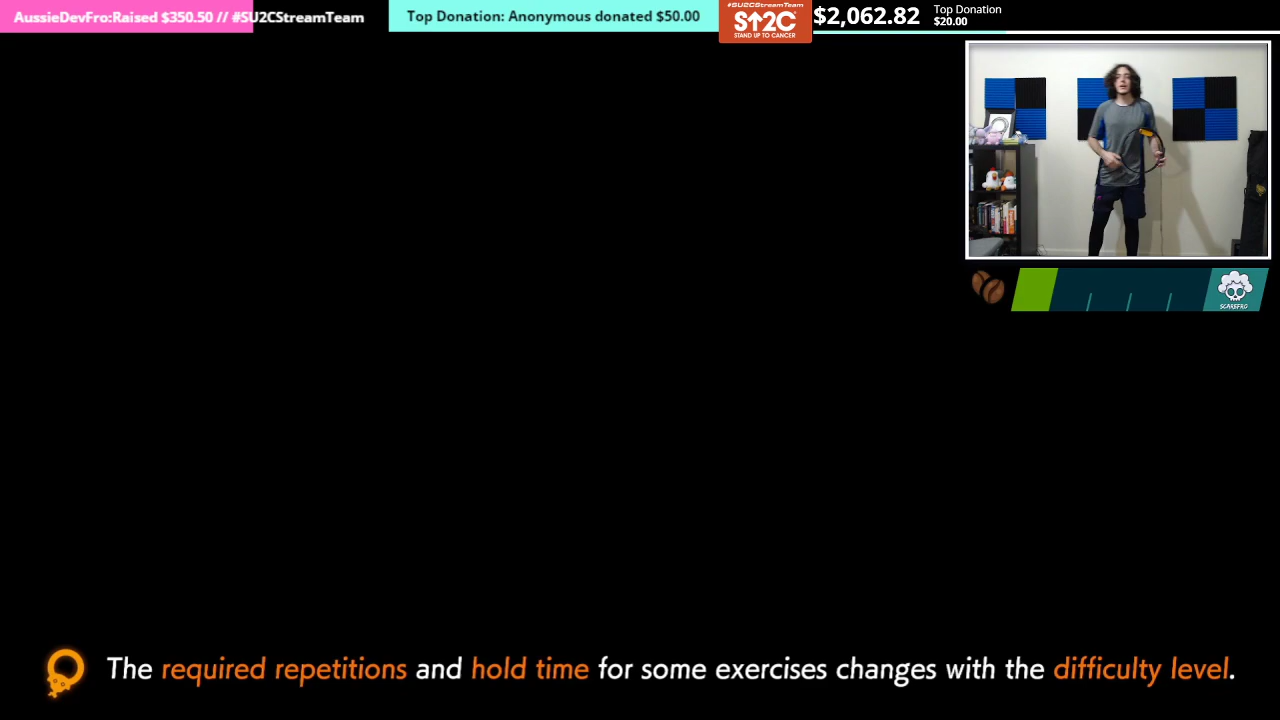 AussieDevFro:Raised $350.50 // #SU2CStreamTeam
Top Donation: Anonymous donated $50.00
#SU2CStreamTeam
SU2C
STAND UP TO CANCER
$2,062.82
Top Donation
$20.00
SCARBFRO
The required repetitions and hold time for some exercises changes with the difficulty level.